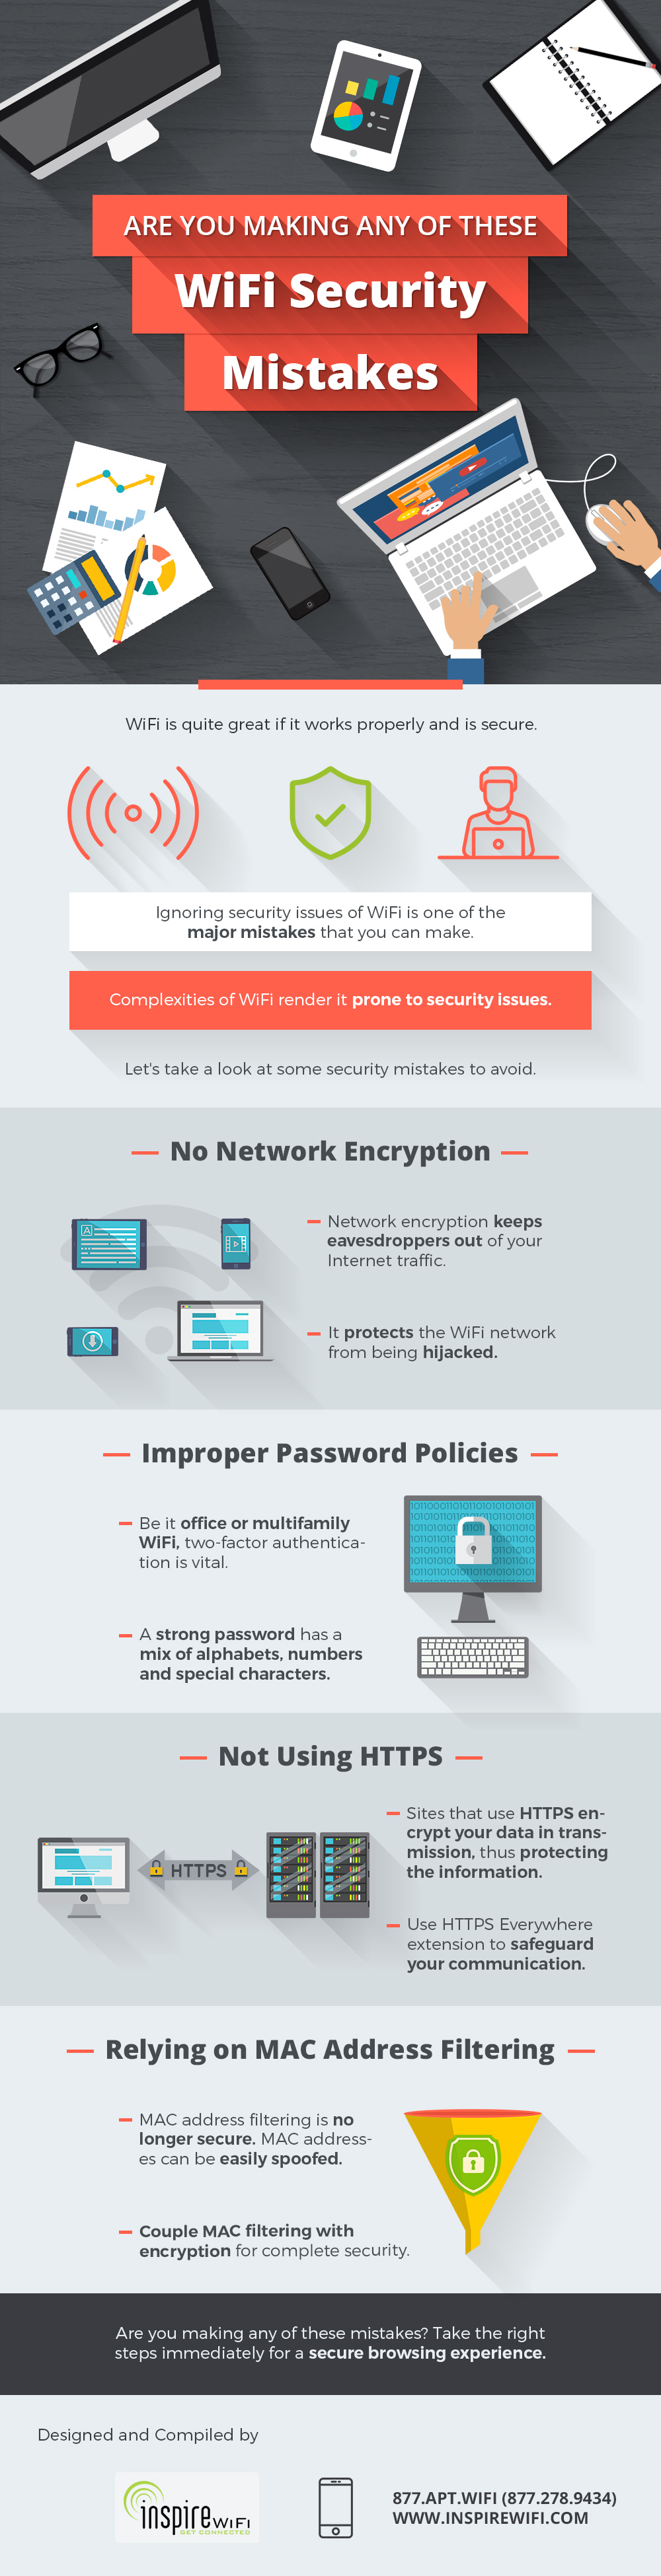 ARE YOU MAKING ANY OF THESE
WiFi Security
Mistakes
WiFi is quite great if it works properly and is secure.
Ignoring security issues of WiFi is one of the
major mistakes that you can make.
Complexities of WiFi render it prone to security issues.
Let's take a look at some security mistakes to avoid.
No Network Encryption
A
Network encryption keeps
eavesdroppers out of your
Internet traffic.
It protects the WiFi network
from being hijacked.
Improper Password Policies
Be it office or multifamily
WiFi, two-factor authentica-
tion is vital.
A strong password has a
mix of alphabets, numbers
and special characters.
Not Using HTTPS
HTTPS
Sites that use HTTPS en-
crypt your data in trans-
mission, thus protecting
the information.
Use HTTPS Everywhere
extension to safeguard
your communication.
Relying on MAC Address Filtering
MAC address filtering is no
longer secure. MAC address-
es can be easily spoofed.
Couple MAC filtering with
encryption for complete security.
Are you making any of these mistakes? Take the right
steps immediately for a secure browsing experience.
Designed and Compiled by
inspire WiFi
GET CONNECTED
877.APT.WIFI (877.278.9434)
WWW.INSPIREWIFI.COM